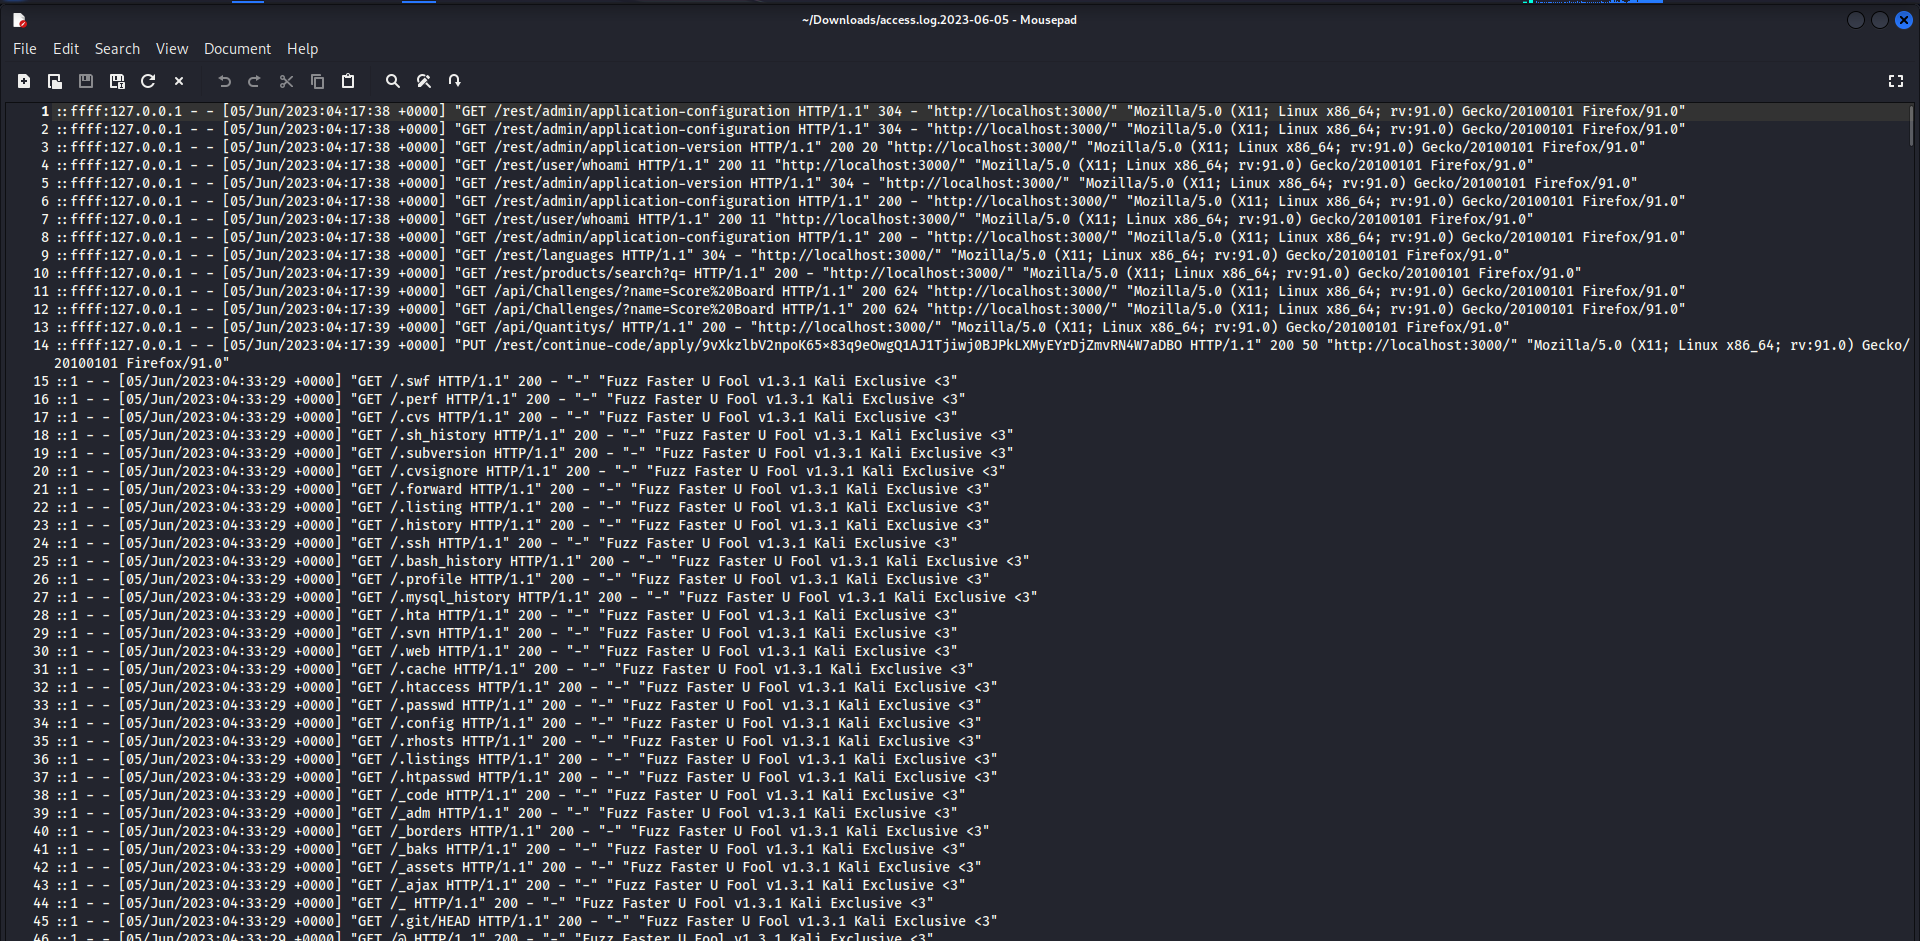 ~/Downloads/access.log.2023-06-05 - Mousepad
File Edit Search View Document Help
1 ::ffff:127.0.0.1 - - [05/Jun/2023:04:17:38 +0000] "GET /rest/admin/application-configuration HTTP/1.1" 304 - "http://localhost:3000/" "Mozilla/5.0 (X11; Linux x86_64; rv:91.0) Gecko/20100101 Firefox/91.0"
2 ::ffff:127.0.0.1 - - [05/Jun/2023:04:17:38 +0000] "GET /rest/admin/application-configuration HTTP/1.1" 304 - "http://localhost:3000/" "Mozilla/5.0 (X11; Linux x86_64; rv:91.0) Gecko/20100101 Firefox/91.0"
3 ::ffff:127.0.0.1 - - [05/Jun/2023:04:17:38 +0000] "GET /rest/admin/application-version HTTP/1.1" 200 20 "http://localhost:3000/" "Mozilla/5.0 (X11; Linux x86_64; rv:91.0) Gecko/20100101 Firefox/91.0"
4 ::ffff:127.0.0.1 - - [05/Jun/2023:04:17:38 +0000] "GET /rest/user/whoami HTTP/1.1" 200 11 "http://localhost:3000/" "Mozilla/5.0 (X11; Linux x86_64; rv:91.0) Gecko/20100101 Firefox/91.0"
5 ::ffff:127.0.0.1 - - [05/Jun/2023:04:17:38 +0000] "GET /rest/admin/application-version HTTP/1.1" 304 - "http://localhost:3000/" "Mozilla/5.0 (X11; Linux x86_64; rv:91.0) Gecko/20100101 Firefox/91.0"
6 ::ffff:127.0.0.1 - - [05/Jun/2023:04:17:38 +0000] "GET /rest/admin/application-configuration HTTP/1.1" 200 - "http://localhost:3000/" "Mozilla/5.0 (X11; Linux x86_64; rv:91.0) Gecko/20100101 Firefox/91.0"
7 ::ffff:127.0.0.1 - - [05/Jun/2023:04:17:38 +0000] "GET /rest/user/whoami HTTP/1.1" 200 11 "http://localhost:3000/" "Mozilla/5.0 (X11; Linux x86_64; rv:91.0) Gecko/20100101 Firefox/91.0"
8 ::ffff:127.0.0.1 - - [05/Jun/2023:04:17:38 +0000] "GET /rest/admin/application-configuration HTTP/1.1" 200 - "http://localhost:3000/" "Mozilla/5.0 (X11; Linux x86_64; rv:91.0) Gecko/20100101 Firefox/91.0"
9 ::ffff:127.0.0.1 - - [05/Jun/2023:04:17:38 +0000] "GET /rest/languages HTTP/1.1" 304 - "http://localhost:3000/" "Mozilla/5.0 (X11; Linux x86_64; rv:91.0) Gecko/20100101 Firefox/91.0"
10 ::ffff:127.0.0.1 - - [05/Jun/2023:04:17:39 +0000] "GET /rest/products/search?q= HTTP/1.1" 200 - "http://localhost:3000/" "Mozilla/5.0 (X11; Linux x86_64; rv:91.0) Gecko/20100101 Firefox/91.0"
11 ::ffff:127.0.0.1 - - [05/Jun/2023:04:17:39 +0000] "GET /api/Challenges/?name=Score%20Board HTTP/1.1" 200 624 "http://localhost:3000/" "Mozilla/5.0 (X11; Linux x86_64; rv:91.0) Gecko/20100101 Firefox/91.0"
12 ::ffff:127.0.0.1 - - [05/Jun/2023:04:17:39 +0000] "GET /api/Challenges/?name=Score%20Board HTTP/1.1" 200 624 "http://localhost:3000/" "Mozilla/5.0 (X11; Linux x86_64; rv:91.0) Gecko/20100101 Firefox/91.0"
13 ::ffff:127.0.0.1 - - [05/Jun/2023:04:17:39 +0000] "GET /api/Quantitys/ HTTP/1.1" 200 - "http://localhost:3000/" "Mozilla/5.0 (X11; Linux x86_64; rv:91.0) Gecko/20100101 Firefox/91.0"
14 ::ffff:127.0.0.1 - - [05/Jun/2023:04:17:39 +0000] "PUT /rest/continue-code/apply/9vXkzlbV2npoK65×83q9eOwgQ1AJ1Tjiwj0BJPkLXMyEYrDjZmvRN4W7aDBO HTTP/1.1" 200 50 "http://localhost:3000/" "Mozilla/5.0 (X11; Linux x86_64; rv:91.0) Gecko/
20100101 Firefox/91.0"
15 ::1 - - [05/Jun/2023:04:33:29 +0000] "GET /.swf HTTP/1.1" 200 - "-" "Fuzz Faster U Fool v1.3.1 Kali Exclusive <3"
16 ::1 - - [05/Jun/2023:04:33:29 +0000] "GET /.perf HTTP/1.1" 200 - "-" "Fuzz Faster U Fool v1.3.1 Kali Exclusive <3"
17 ::1 - - [05/Jun/2023:04:33:29 +0000] "GET /.cvs HTTP/1.1" 200 - "-" "Fuzz Faster U Fool v1.3.1 Kali Exclusive <3"
18 ::1 - - [05/Jun/2023:04:33:29 +0000] "GET /.sh_history HTTP/1.1" 200 - "-" "Fuzz Faster U Fool v1.3.1 Kali Exclusive <3"
19 ::1 - - [05/Jun/2023:04:33:29 +0000] "GET /.subversion HTTP/1.1" 200 - "-" "Fuzz Faster U Fool v1.3.1 Kali Exclusive <3"
20 ::1 - - [05/Jun/2023:04:33:29 +0000] "GET /.cvsignore HTTP/1.1" 200 - "-" "Fuzz Faster U Fool v1.3.1 Kali Exclusive <3"
21 ::1 - - [05/Jun/2023:04:33:29 +0000] "GET /.forward HTTP/1.1" 200 - "-" "Fuzz Faster U Fool v1.3.1 Kali Exclusive <3"
22 ::1 - - [05/Jun/2023:04:33:29 +0000] "GET /.listing HTTP/1.1" 200 - "-" "Fuzz Faster U Fool v1.3.1 Kali Exclusive <3"
23 ::1 - - [05/Jun/2023:04:33:29 +0000] "GET /.history HTTP/1.1" 200 - "-" "Fuzz Faster U Fool v1.3.1 Kali Exclusive <3"
24 ::1 - - [05/Jun/2023:04:33:29 +0000] "GET /.ssh HTTP/1.1" 200 - "-" "Fuzz Faster U Fool v1.3.1 Kali Exclusive <3"
25 ::1 - - [05/Jun/2023:04:33:29 +0000] "GET /.bash_history HTTP/1.1" 200 - "-" "Fuzz Faster U Fool v1.3.1 Kali Exclusive <3"
26 ::1 - - [05/Jun/2023:04:33:29 +0000] "GET /.profile HTTP/1.1" 200 - "-" "Fuzz Faster U Fool v1.3.1 Kali Exclusive <3"
27 ::1 - - [05/Jun/2023:04:33:29 +0000] "GET /.mysql_history HTTP/1.1" 200 - "-" "Fuzz Faster U Fool v1.3.1 Kali Exclusive <3"
28 ::1 - - [05/Jun/2023:04:33:29 +0000] "GET /.hta HTTP/1.1" 200 - "-" "Fuzz Faster U Fool v1.3.1 Kali Exclusive <3"
29 ::1 - - [05/Jun/2023:04:33:29 +0000] "GET /.svn HTTP/1.1" 200 - "-" "Fuzz Faster U Fool v1.3.1 Kali Exclusive <3"
30 ::1 - - [05/Jun/2023:04:33:29 +0000] "GET /.web HTTP/1.1" 200 - "-" "Fuzz Faster U Fool v1.3.1 Kali Exclusive <3"
31 ::1 - - [05/Jun/2023:04:33:29 +0000] "GET /.cache HTTP/1.1" 200 - "-" "Fuzz Faster U Fool v1.3.1 Kali Exclusive <3"
32 ::1 - - [05/Jun/2023:04:33:29 +0000] "GET /.htaccess HTTP/1.1" 200 - "-" "Fuzz Faster U Fool v1.3.1 Kali Exclusive <3"
33 ::1 - - [05/Jun/2023:04:33:29 +0000] "GET /.passwd HTTP/1.1" 200 - "-" "Fuzz Faster U Fool v1.3.1 Kali Exclusive <3"
34 ::1 - - [05/Jun/2023:04:33:29 +0000] "GET /.config HTTP/1.1" 200 - "-" "Fuzz Faster U Fool v1.3.1 Kali Exclusive <3"
35 ::1 - - [05/Jun/2023:04:33:29 +0000] "GET /.rhosts HTTP/1.1" 200 - "-" "Fuzz Faster U Fool v1.3.1 Kali Exclusive <3"
36 ::1 - - [05/Jun/2023:04:33:29 +0000] "GET /.listings HTTP/1.1" 200 - "-" "Fuzz Faster U Fool v1.3.1 Kali Exclusive <3"
37 ::1 - - [05/Jun/2023:04:33:29 +0000] "GET /.htpasswd HTTP/1.1" 200 - "-" "Fuzz Faster U Fool v1.3.1 Kali Exclusive <3"
38 ::1 - - [05/Jun/2023:04:33:29 +0000] "GET /_code HTTP/1.1" 200 - "-" "Fuzz Faster U Fool v1.3.1 Kali Exclusive <3"
39 ::1 - - [05/Jun/2023:04:33:29 +0000] "GET /_adm HTTP/1.1" 200 - "-" "Fuzz Faster U Fool v1.3.1 Kali Exclusive <3"
40 ::1 - - [05/Jun/2023:04:33:29 +0000] "GET /_borders HTTP/1.1" 200 - "-" "Fuzz Faster U Fool v1.3.1 Kali Exclusive <3"
41 ::1 - - [05/Jun/2023:04:33:29 +0000] "GET /_baks HTTP/1.1" 200 - "-" "Fuzz Faster U Fool v1.3.1 Kali Exclusive <3"
42 ::1 - - [05/Jun/2023:04:33:29 +0000] "GET /_assets HTTP/1.1" 200 - "-" "Fuzz Faster U Fool v1.3.1 Kali Exclusive <3"
43 ::1 - - [05/Jun/2023:04:33:29 +0000] "GET /_ajax HTTP/1.1" 200 - "-" "Fuzz Faster U Fool v1.3.1 Kali Exclusive <3"
44 ::1 - - [05/Jun/2023:04:33:29 +0000] "GET /_ HTTP/1.1" 200 - "-" "Fuzz Faster U Fool v1.3.1 Kali Exclusive <3"
45 ::1 - - [05/Jun/2023:04:33:29 +0000] "GET /.git/HEAD HTTP/1.1" 200 - "-" "Fuzz Faster U Fool v1.3.1 Kali Exclusive <3"
46 ::1 - - [05/Jun/2023:04:33:29 +0000] "GET /@ HTTP/1.1" 200 - "-" "Fuzz Faster U Fool v1.3.1 Kali Exclusive <3"